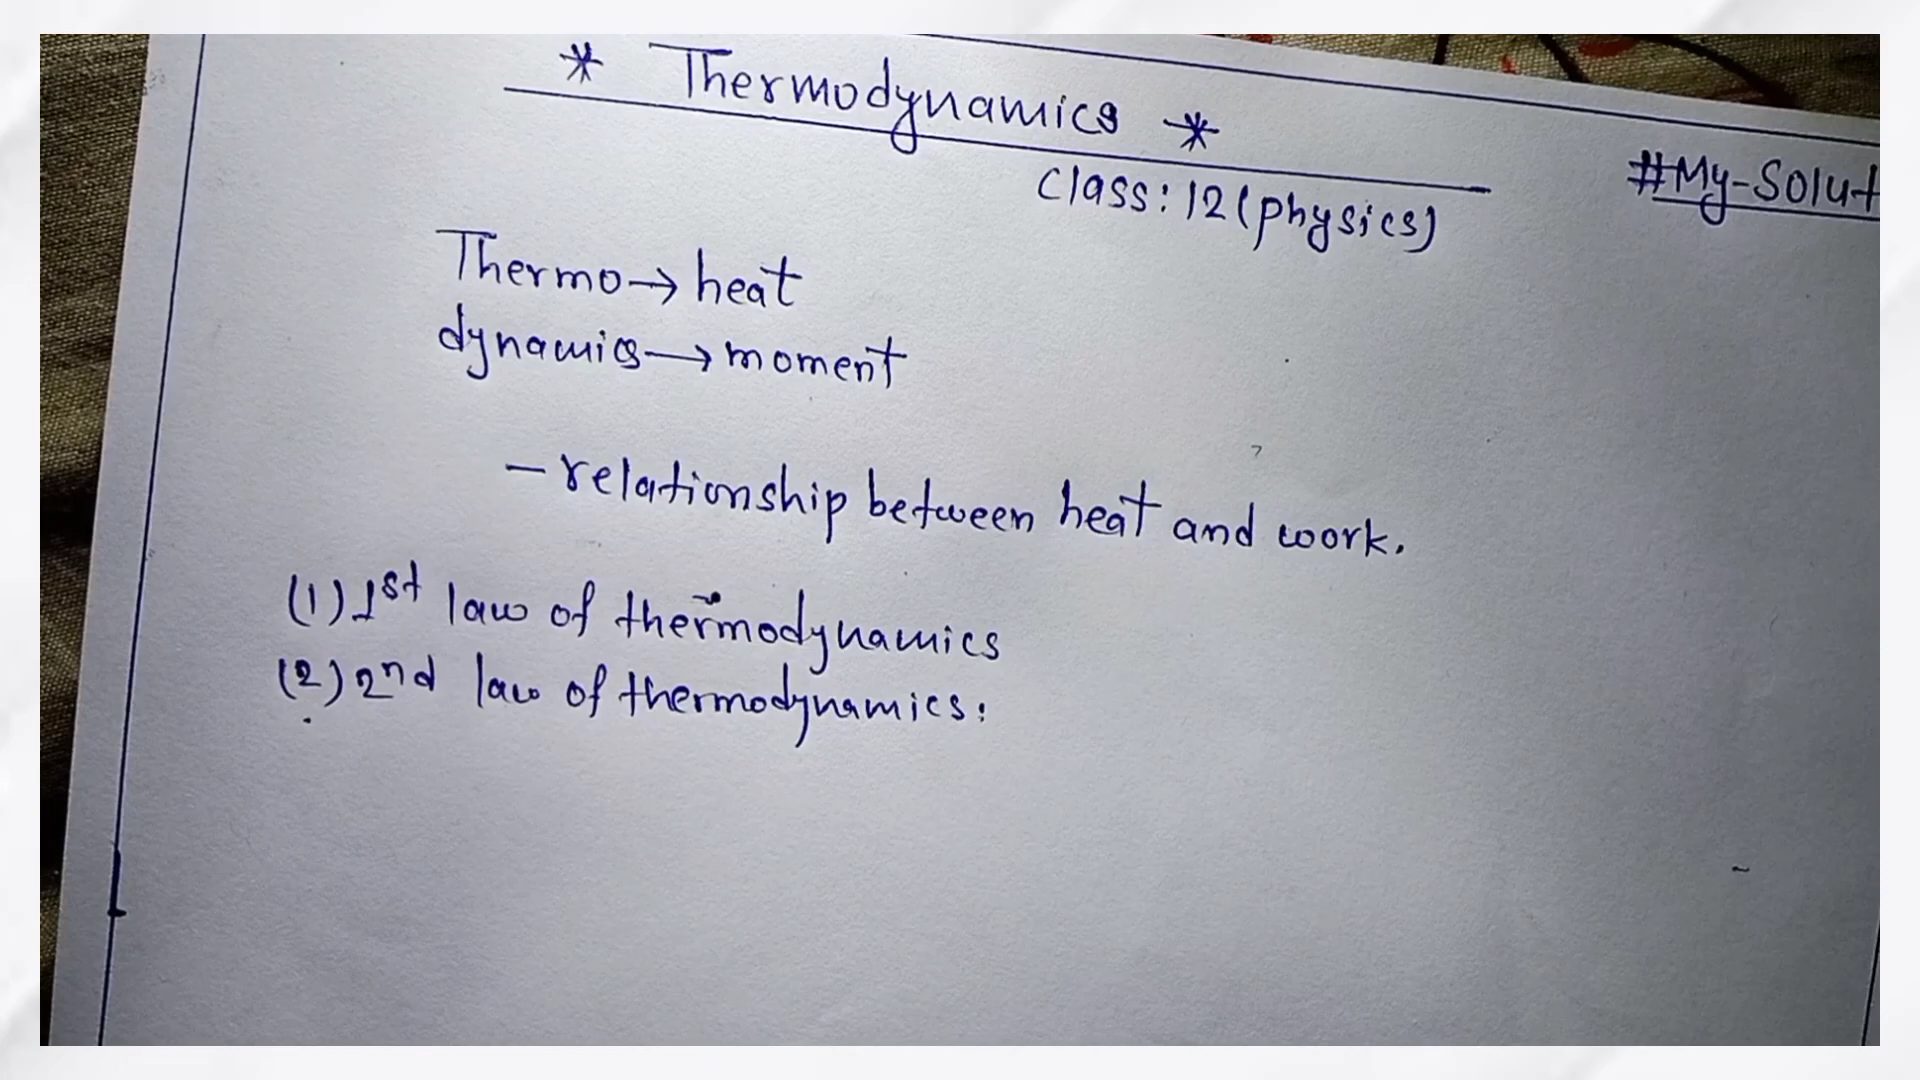 * Thermodynamics *
Class: 12 (physics)
#My-Solut
Thermo → heat
dynamics → moment
- relationship between heat and work.
(1) 1st law of thermodynamics
(2) 2nd law of thermodynamics: